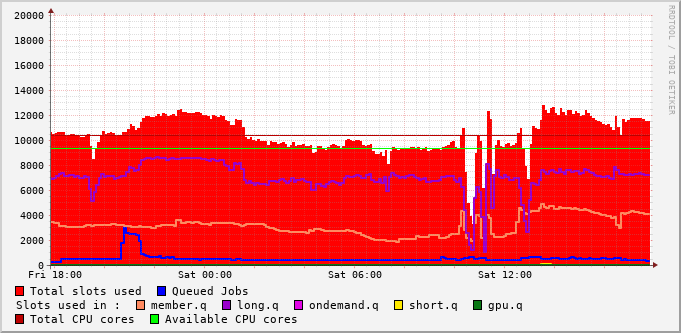 20000
18000
16000
14000
12000
10000
8000
6000
4000
2000
0
Fri 18:00 Sat 00:00 Sat 06:00 Sat 12:00
Total slots used Queued Jobs
Slots used in : member.q long.q ondemand.q short.q gpu.q
Total CPU cores Available CPU cores
RRDTOOL / TOBI OETIKER